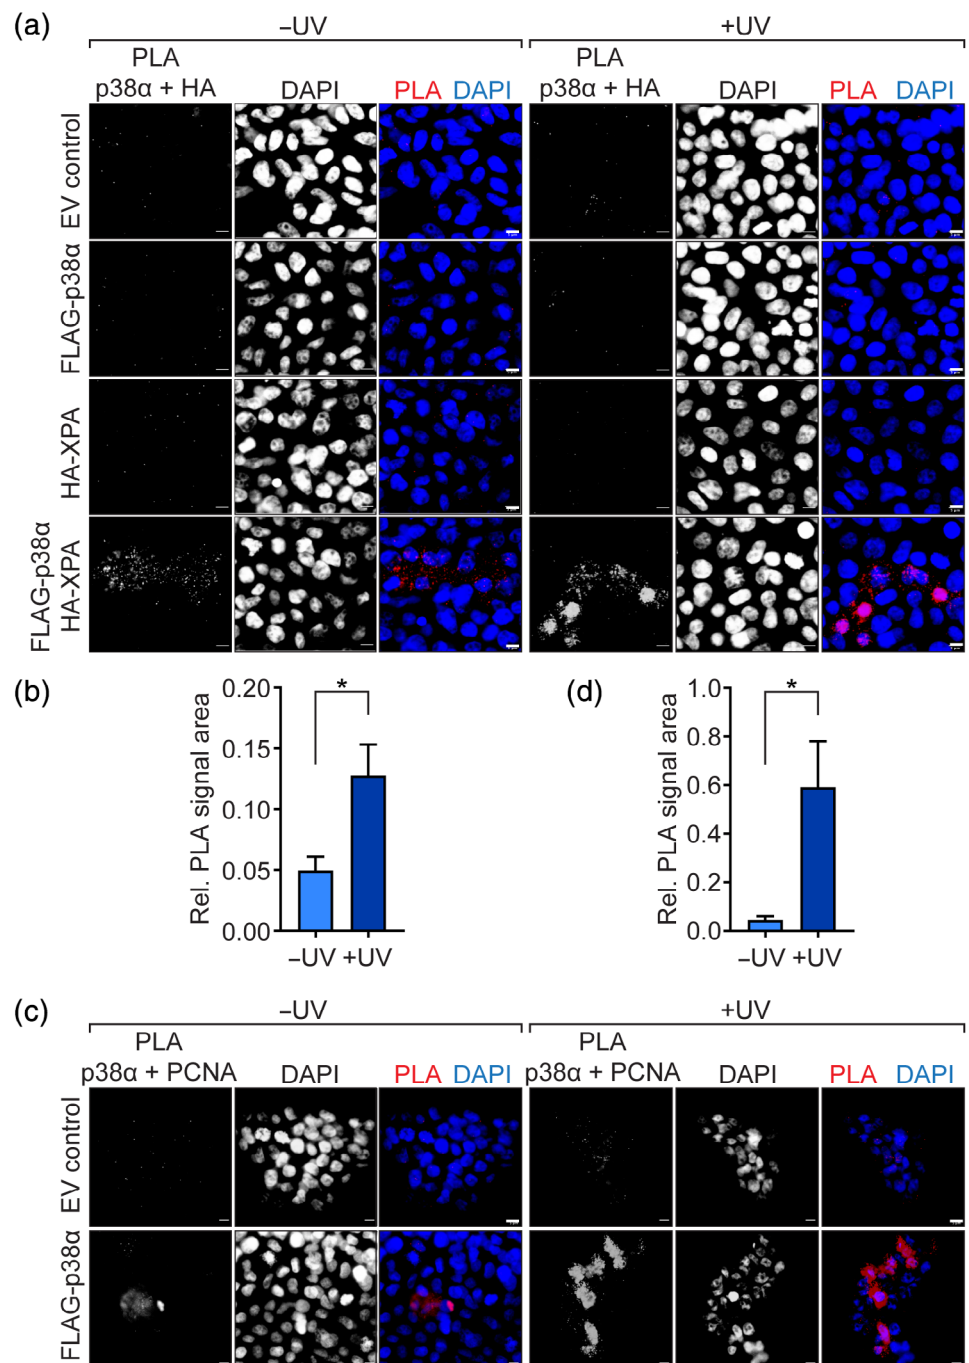 (a)
–UV
+UV
PLA
p38α + HA
DAPI
PLA DAPI
PLA
p38α + HA
DAPI
PLA DAPI
EV control
FLAG-p38α
HA-XPA
FLAG-p38α
HA-XPA
(b)
Rel. PLA signal area
0.20
0.15
0.10
0.05
0.00
*
–UV +UV
(d)
Rel. PLA signal area
1.0
0.8
0.6
0.4
0.2
0.0
*
–UV +UV
(c)
–UV
+UV
PLA
p38α + PCNA
DAPI
PLA DAPI
PLA
p38α + PCNA
DAPI
PLA DAPI
EV control
FLAG-p38α